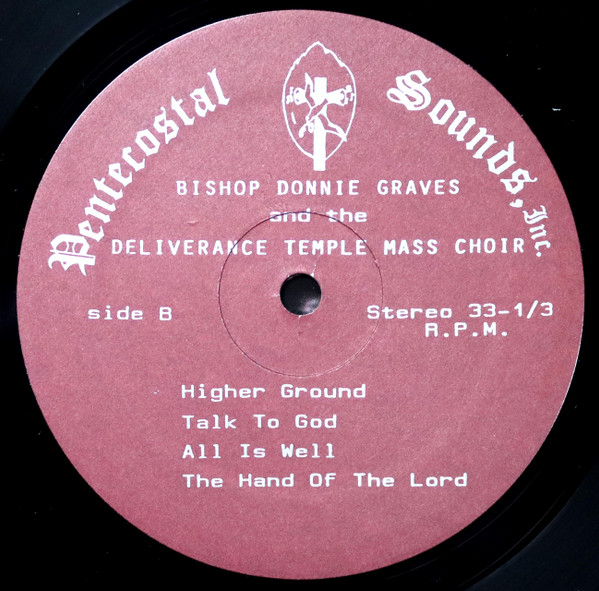 Pentecostal Sounds, Inc.
BISHOP DONNIE GRAVES
and the
DELIVERANCE TEMPLE MASS CHOIR
side B
Stereo 33-1/3
R.P.M.
Higher Ground
Talk To God
All Is Well
The Hand Of The Lord